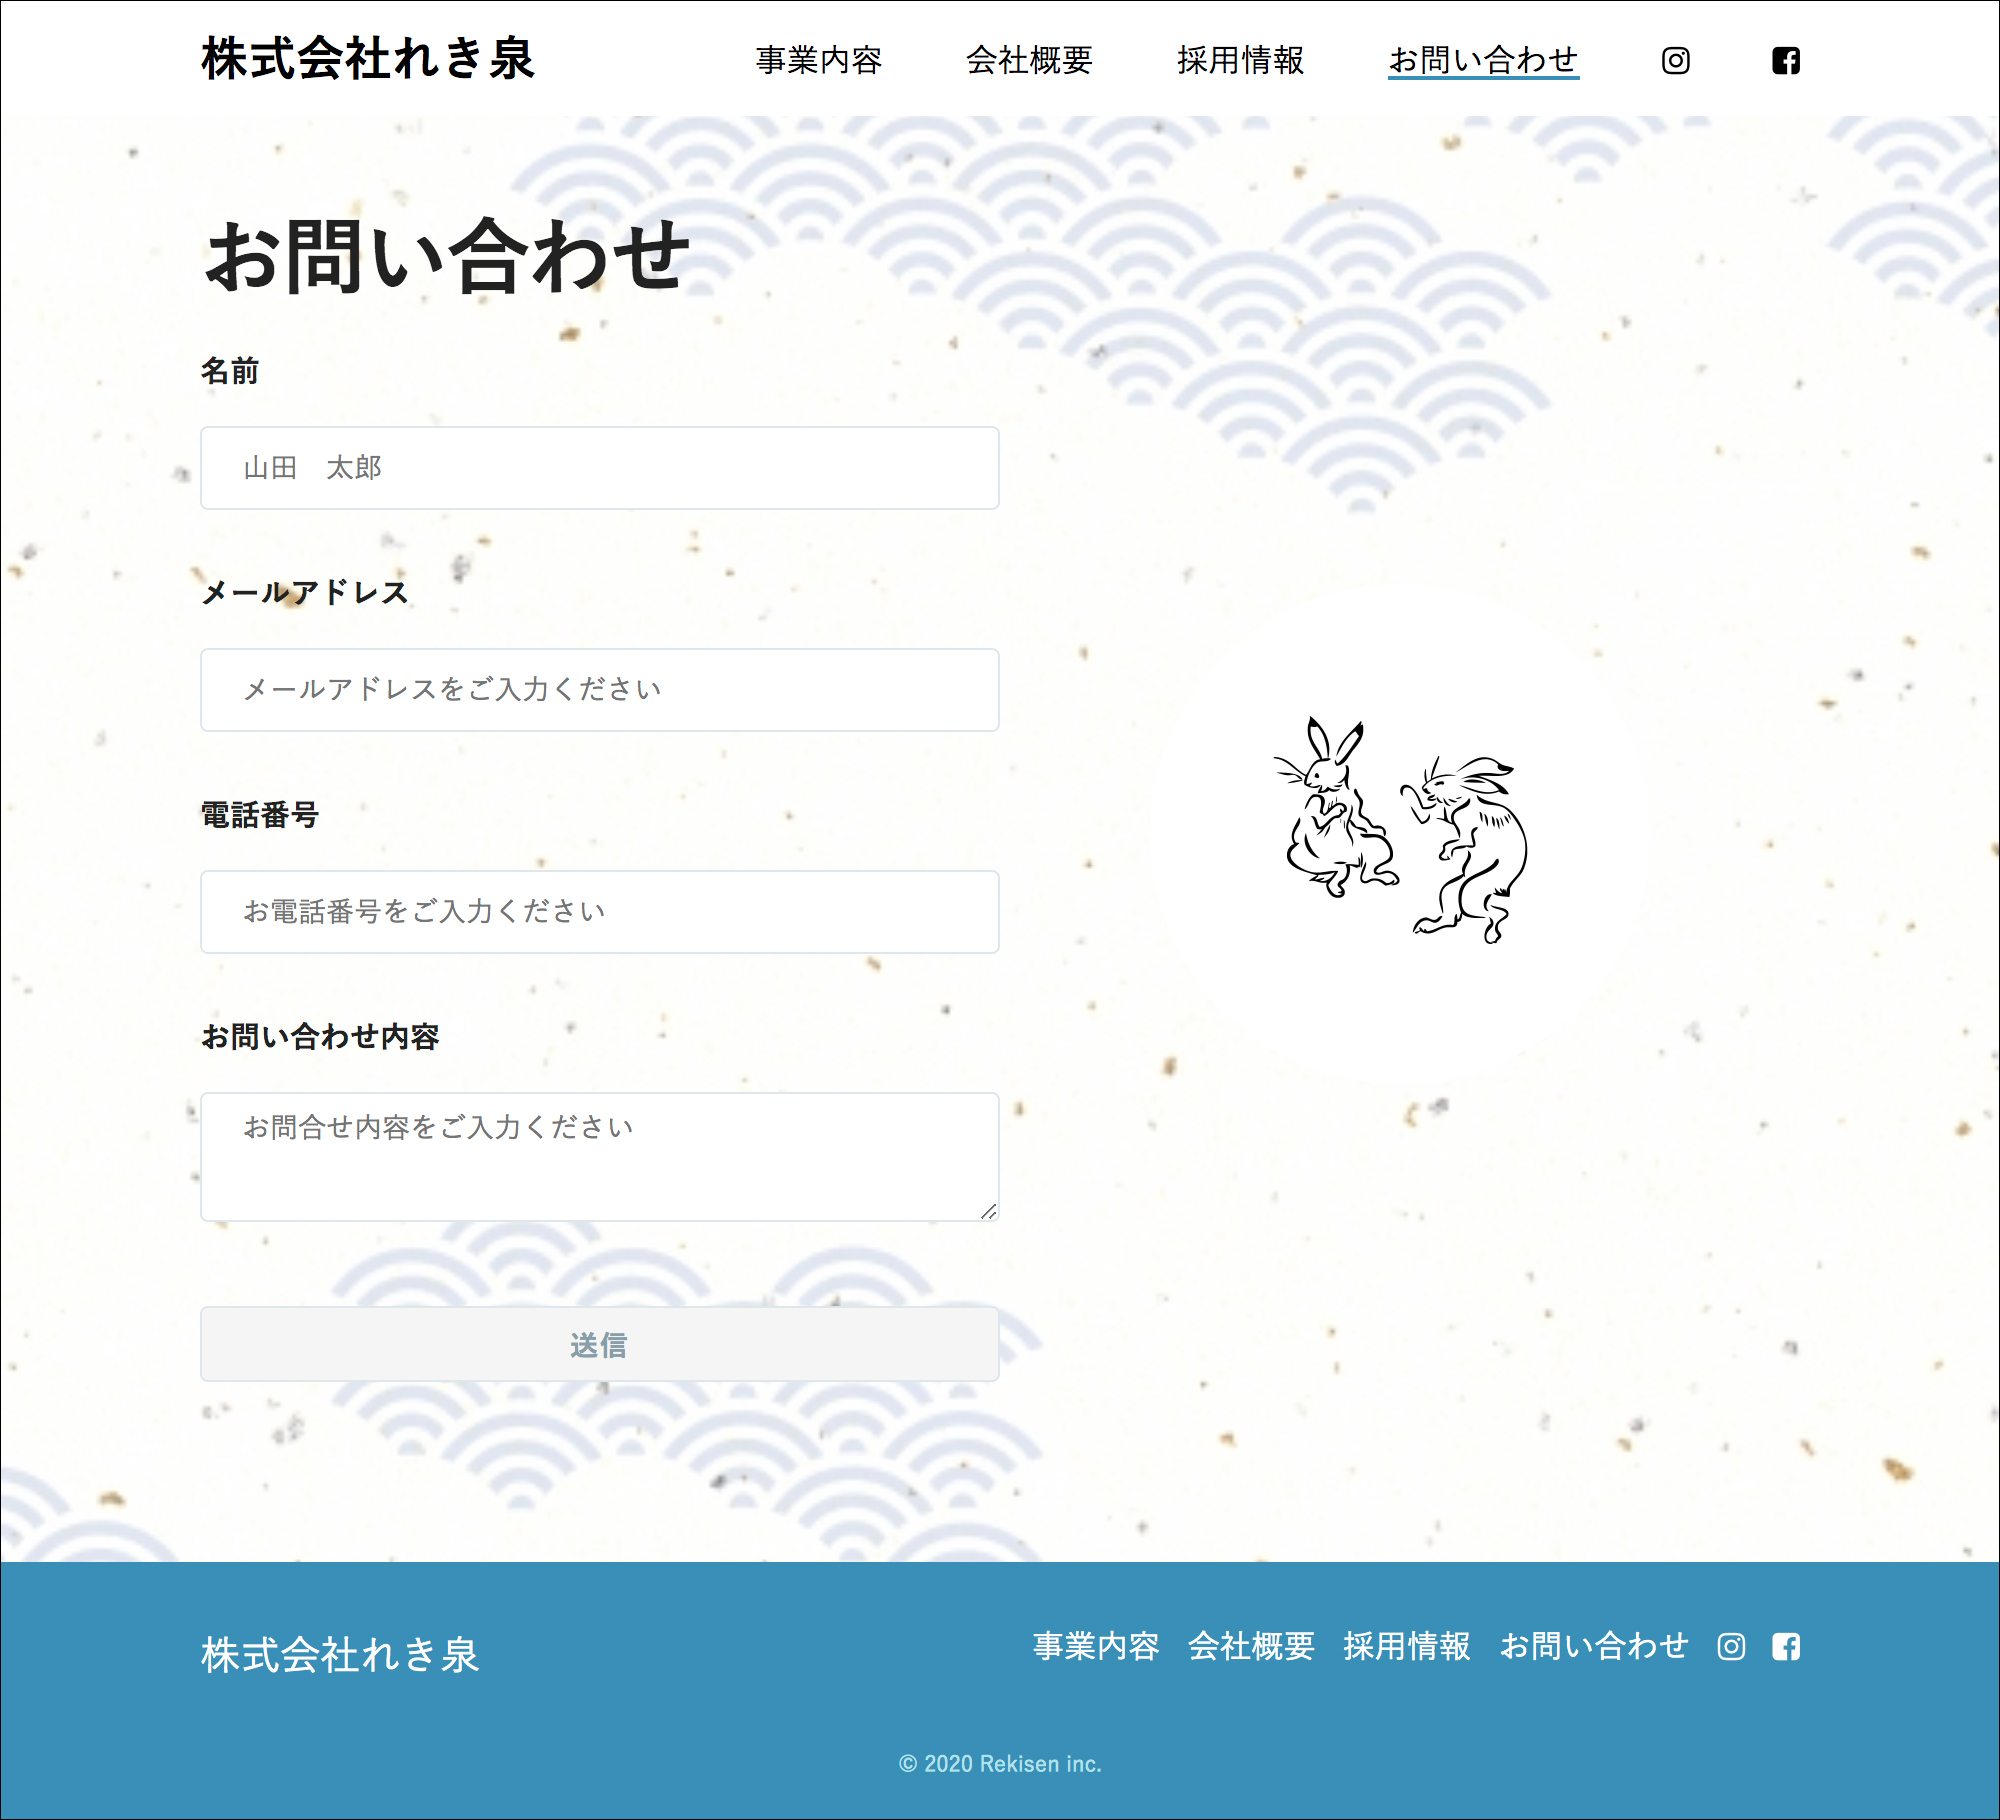 株式会社れき泉
事業内容 会社概要 採用情報 お問い合わせ
お問い合わせ
名前
山田　太郎
メールアドレス
メールアドレスをご入力ください
電話番号
お電話番号をご入力ください
お問い合わせ内容
お問合せ内容をご入力ください
送信
株式会社れき泉
事業内容 会社概要 採用情報 お問い合わせ
© 2020 Rekisen inc.